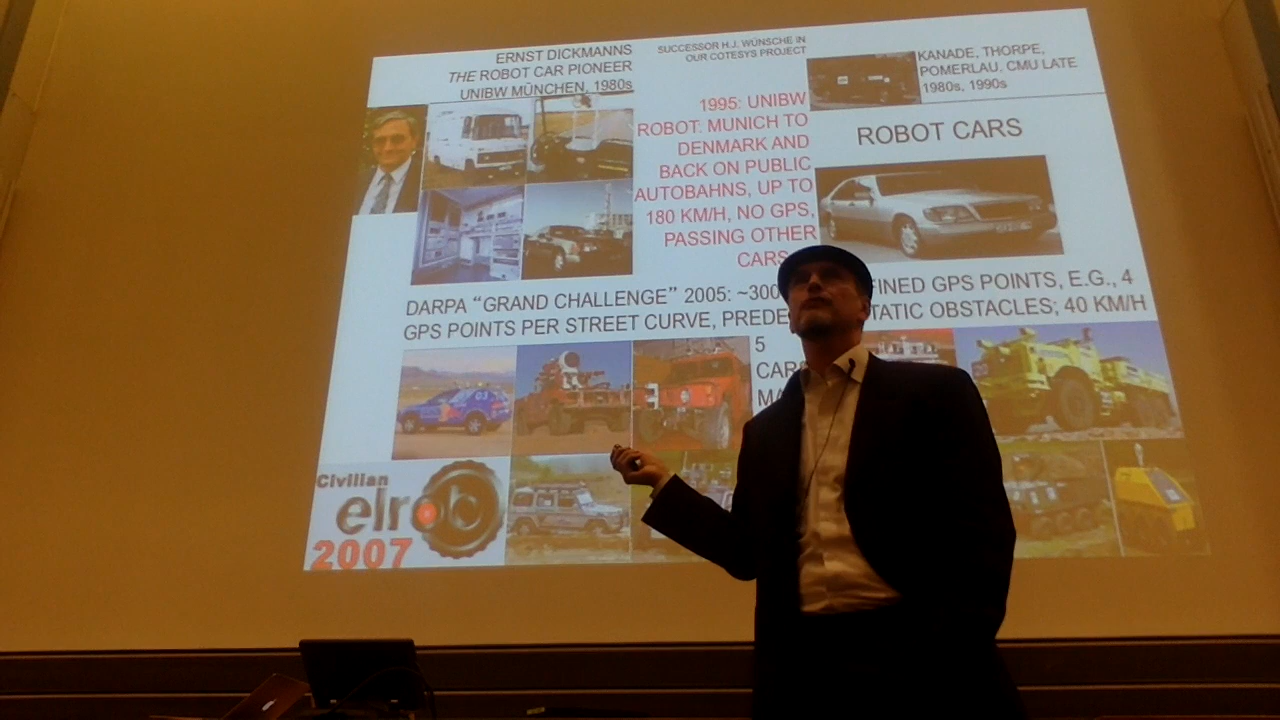 ERNST DICKMANNS
THE ROBOT CAR PIONEER
UNIBW MÜNCHEN, 1980s
SUCCESSOR H.J. WÜNSCHE IN
OUR COTESYS PROJECT
KANADE, THORPE,
POMERLAU, CMU LATE
1980s, 1990s
1995: UNIBW
ROBOT. MUNICH TO
DENMARK AND
BACK ON PUBLIC
AUTOBAHNS, UP TO
180 KM/H, NO GPS,
PASSING OTHER
CARS
ROBOT CARS
DARPA “GRAND CHALLENGE” 2005: ~300 FINED GPS POINTS, E.G., 4
GPS POINTS PER STREET CURVE, PREDE TATIC OBSTACLES; 40 KM/H
5
CAR
MA
Civilian
elrob
2007